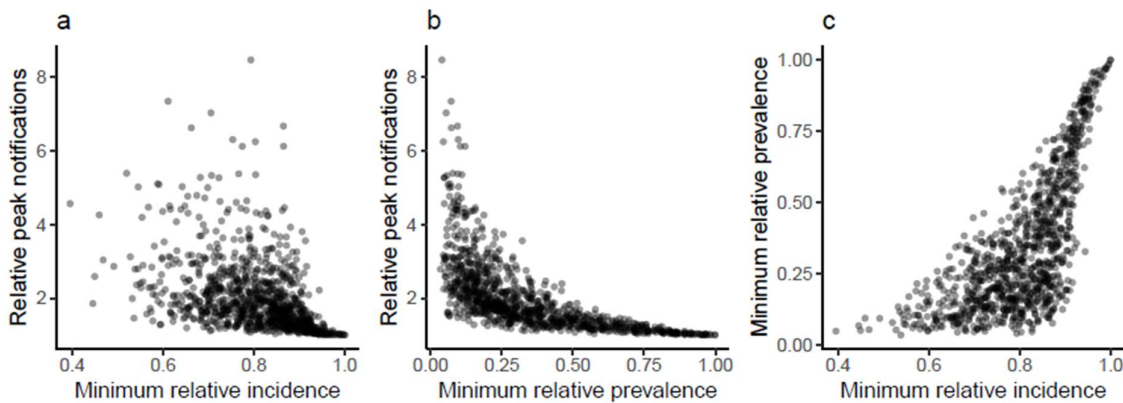 a
Relative peak notifications
8
6
4
2
0.4 0.6 0.8 1.0
Minimum relative incidence
b
Relative peak notifications
8
6
4
2
0.00 0.25 0.50 0.75 1.00
Minimum relative prevalence
c
Minimum relative prevalence
1.00
0.75
0.50
0.25
0.00
0.4 0.6 0.8 1.0
Minimum relative incidence